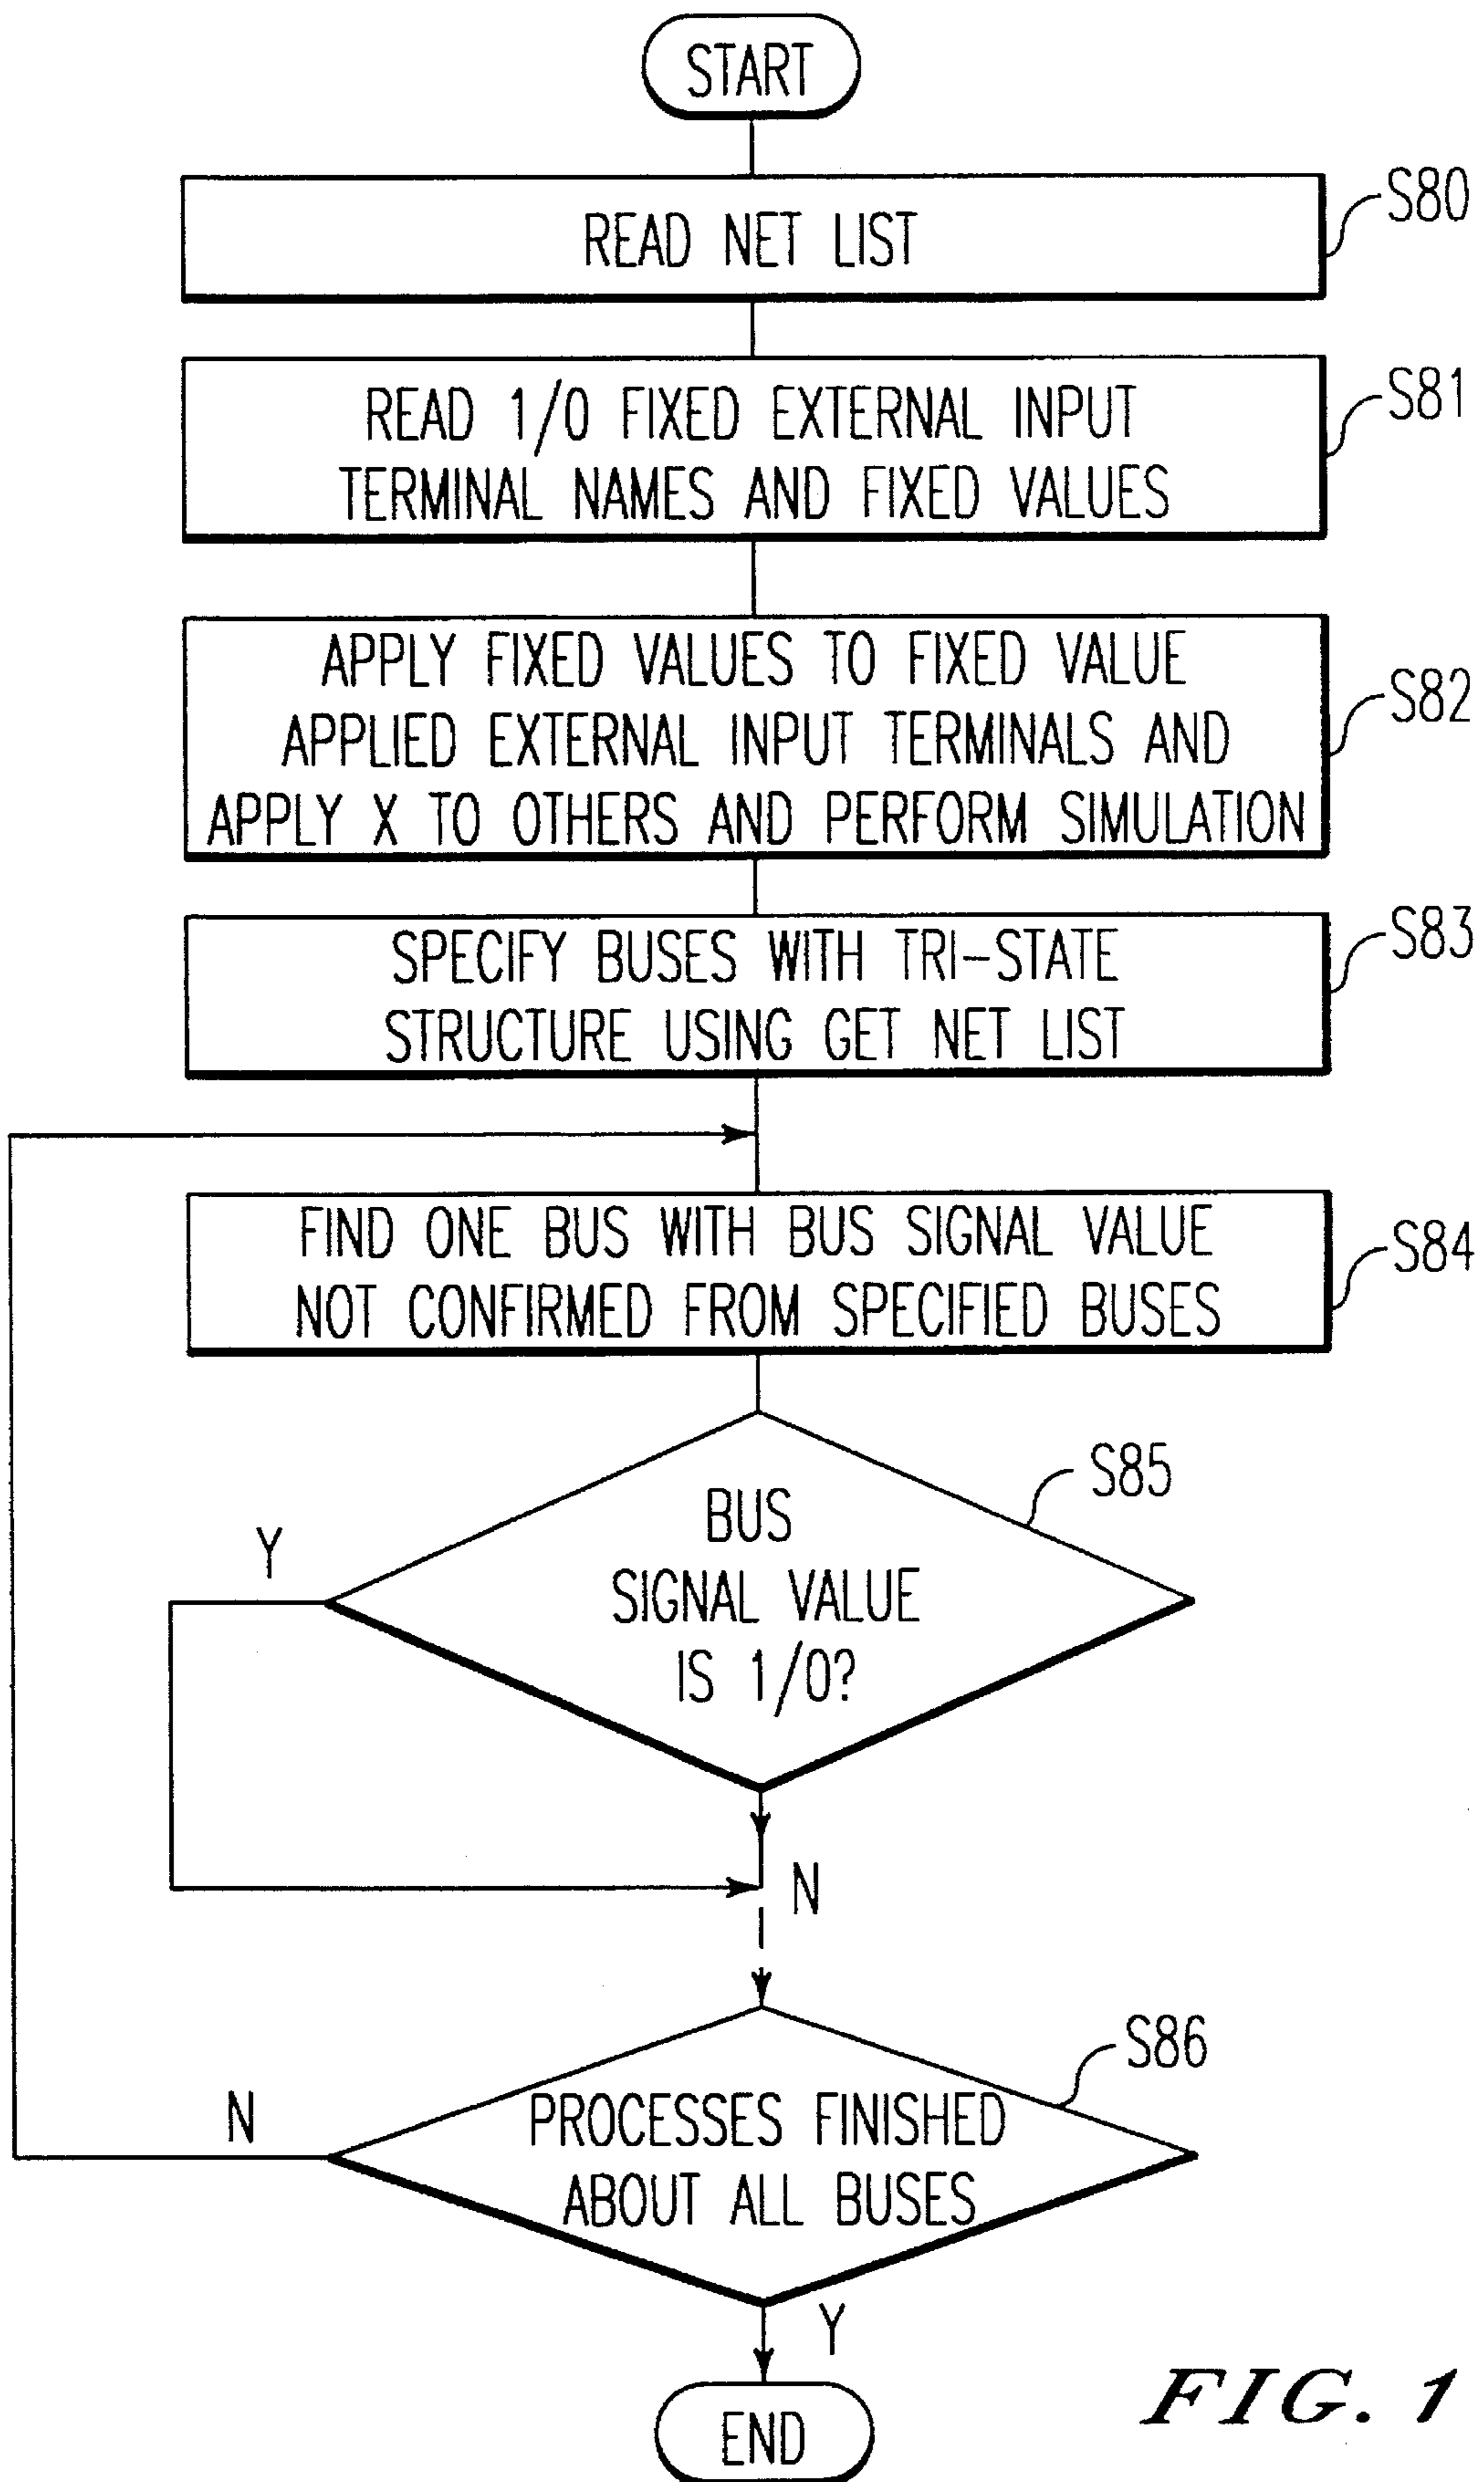 START
READ NET LIST
S80
READ 1/0 FIXED EXTERNAL INPUT
TERMINAL NAMES AND FIXED VALUES
S81
APPLY FIXED VALUES TO FIXED VALUE
APPLIED EXTERNAL INPUT TERMINALS AND
APPLY X TO OTHERS AND PERFORM SIMULATION
S82
SPECIFY BUSES WITH TRI-STATE
STRUCTURE USING GET NET LIST
S83
FIND ONE BUS WITH BUS SIGNAL VALUE
NOT CONFIRMED FROM SPECIFIED BUSES
S84
BUS
SIGNAL VALUE
IS 1/0?
S85
Y
N
PROCESSES FINISHED
ABOUT ALL BUSES
S86
N
Y
END
FIG. 1